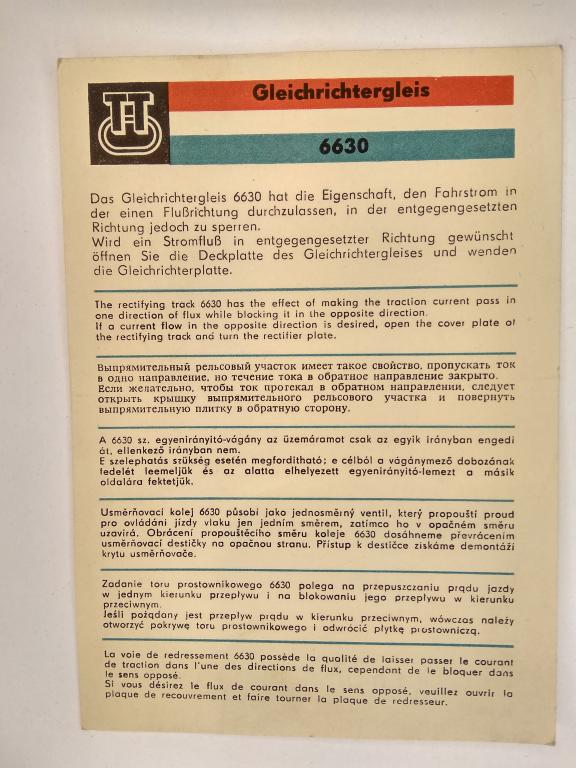 TT
Gleichrichtergleis
6630
Das Gleichrichtergleis 6630 hat die Eigenschaft, den Fahrstrom in
der einen Flußrichtung durchzulassen, in der entgegengesetzten
Richtung jedoch zu sperren.
Wird ein Stromfluß in entgegengesetzter Richtung gewünscht
öffnen Sie die Deckplatte des Gleichrichtergleises und wenden
die Gleichrichterplatte.
The rectifying track 6630 has the effect of making the traction current pass in
one direction of flux while blocking it in the opposite direction.
If a current flow in the opposite direction is desired, open the cover plate of
the rectifying track and turn the rectifier plate.
Выпрямительный рельсовый участок имеет такое свойство, пропускать ток
в одно направление, но течение тока в обратное направление закрыто.
Если желательно, чтобы ток протекал в обратном направлении, следует
открыть крышку выпрямительного рельсового участка и повернуть
выпрямительную плитку в обратную сторону.
A 6630 sz. egyenirányitó-vágány az üzemáramot csak az egyik irányban engedi
át, ellenkező irányban nem.
E szelephatás szükség esetén megfordítható; e célból a vágánymező dobozának
fedelét leemeljük és az alatta elhelyezett egyenirányító-lemezt a másik
oldalára fektetjük.
Usměrňovací kolej 6630 působí jako jednosměrný ventil, který propouští proud
pro ovládání jízdy vlaku jen jedním směrem, zatímco ho v opačném směru
uzavírá. Obrácení propouštěcího směru koleje 6630 dosáhneme převrácením
usměrňovací destičky na opačnou stranu. Přístup k destičce získáme demontáží
krytu usměrňovače.
Zadanie toru prostownikowego 6630 polega na przepuszczaniu prądu jazdy
w jednym kierunku przepływu i na blokowaniu jego przepływu w kierunku
przeciwnym.
Jeśli pożądany jest przepływ prądu w kierunku przeciwnym, wówczas należy
otworzyć pokrywę toru prostownikowego i odwrócić płytkę prostowniczą.
La voie de redressement 6630 possède la qualité de laisser passer le courant
de traction dans l'une des directions de flux, cependant de le bloquer dans
le sens opposé.
Si vous désirez le flux de courant dans le sens opposé, veuillez ouvrir la
plaque de recouvrement et faire tourner la plaque de redresseur.